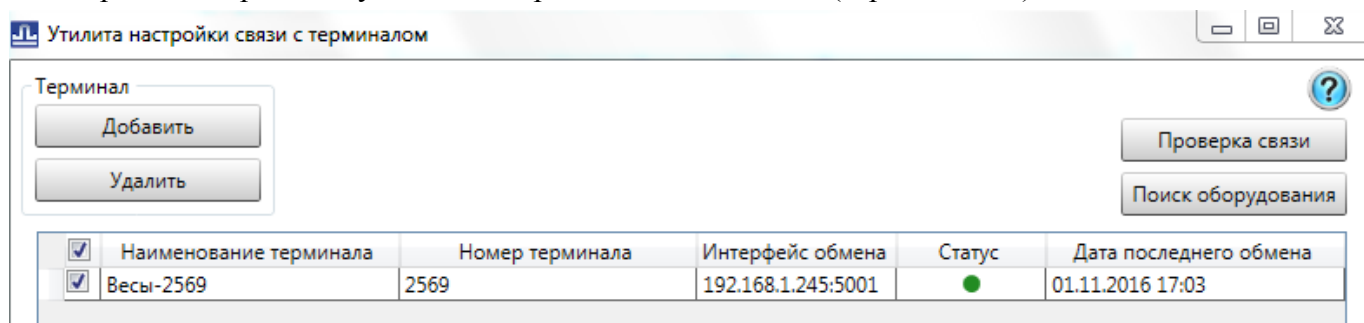 Утилита настройки связи с терминалом
Терминал
Добавить
Удалить
?
Проверка связи
Поиск оборудования
Наименование терминала Номер терминала Интерфейс обмена Статус Дата последнего обмена
Весы-2569 2569 192.168.1.245:5001 01.11.2016 17:03